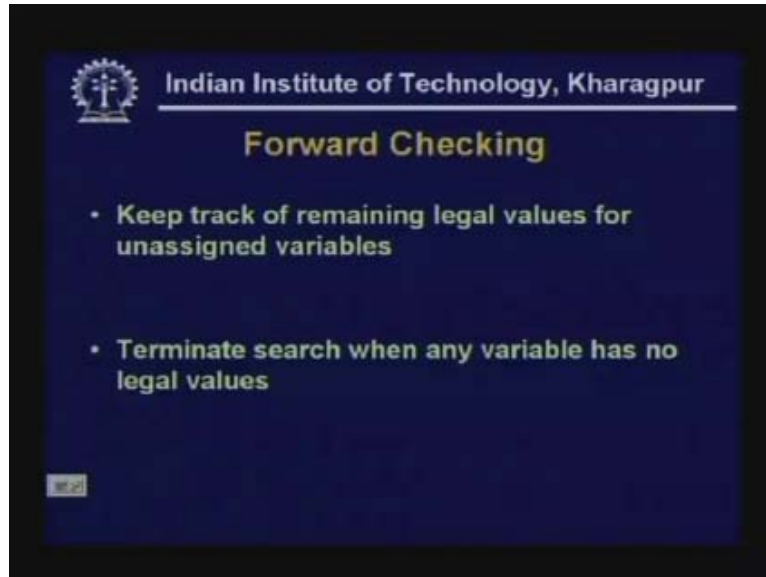 Indian Institute of Technology, Kharagpur
Forward Checking
• Keep track of remaining legal values for
unassigned variables
• Terminate search when any variable has no
legal values